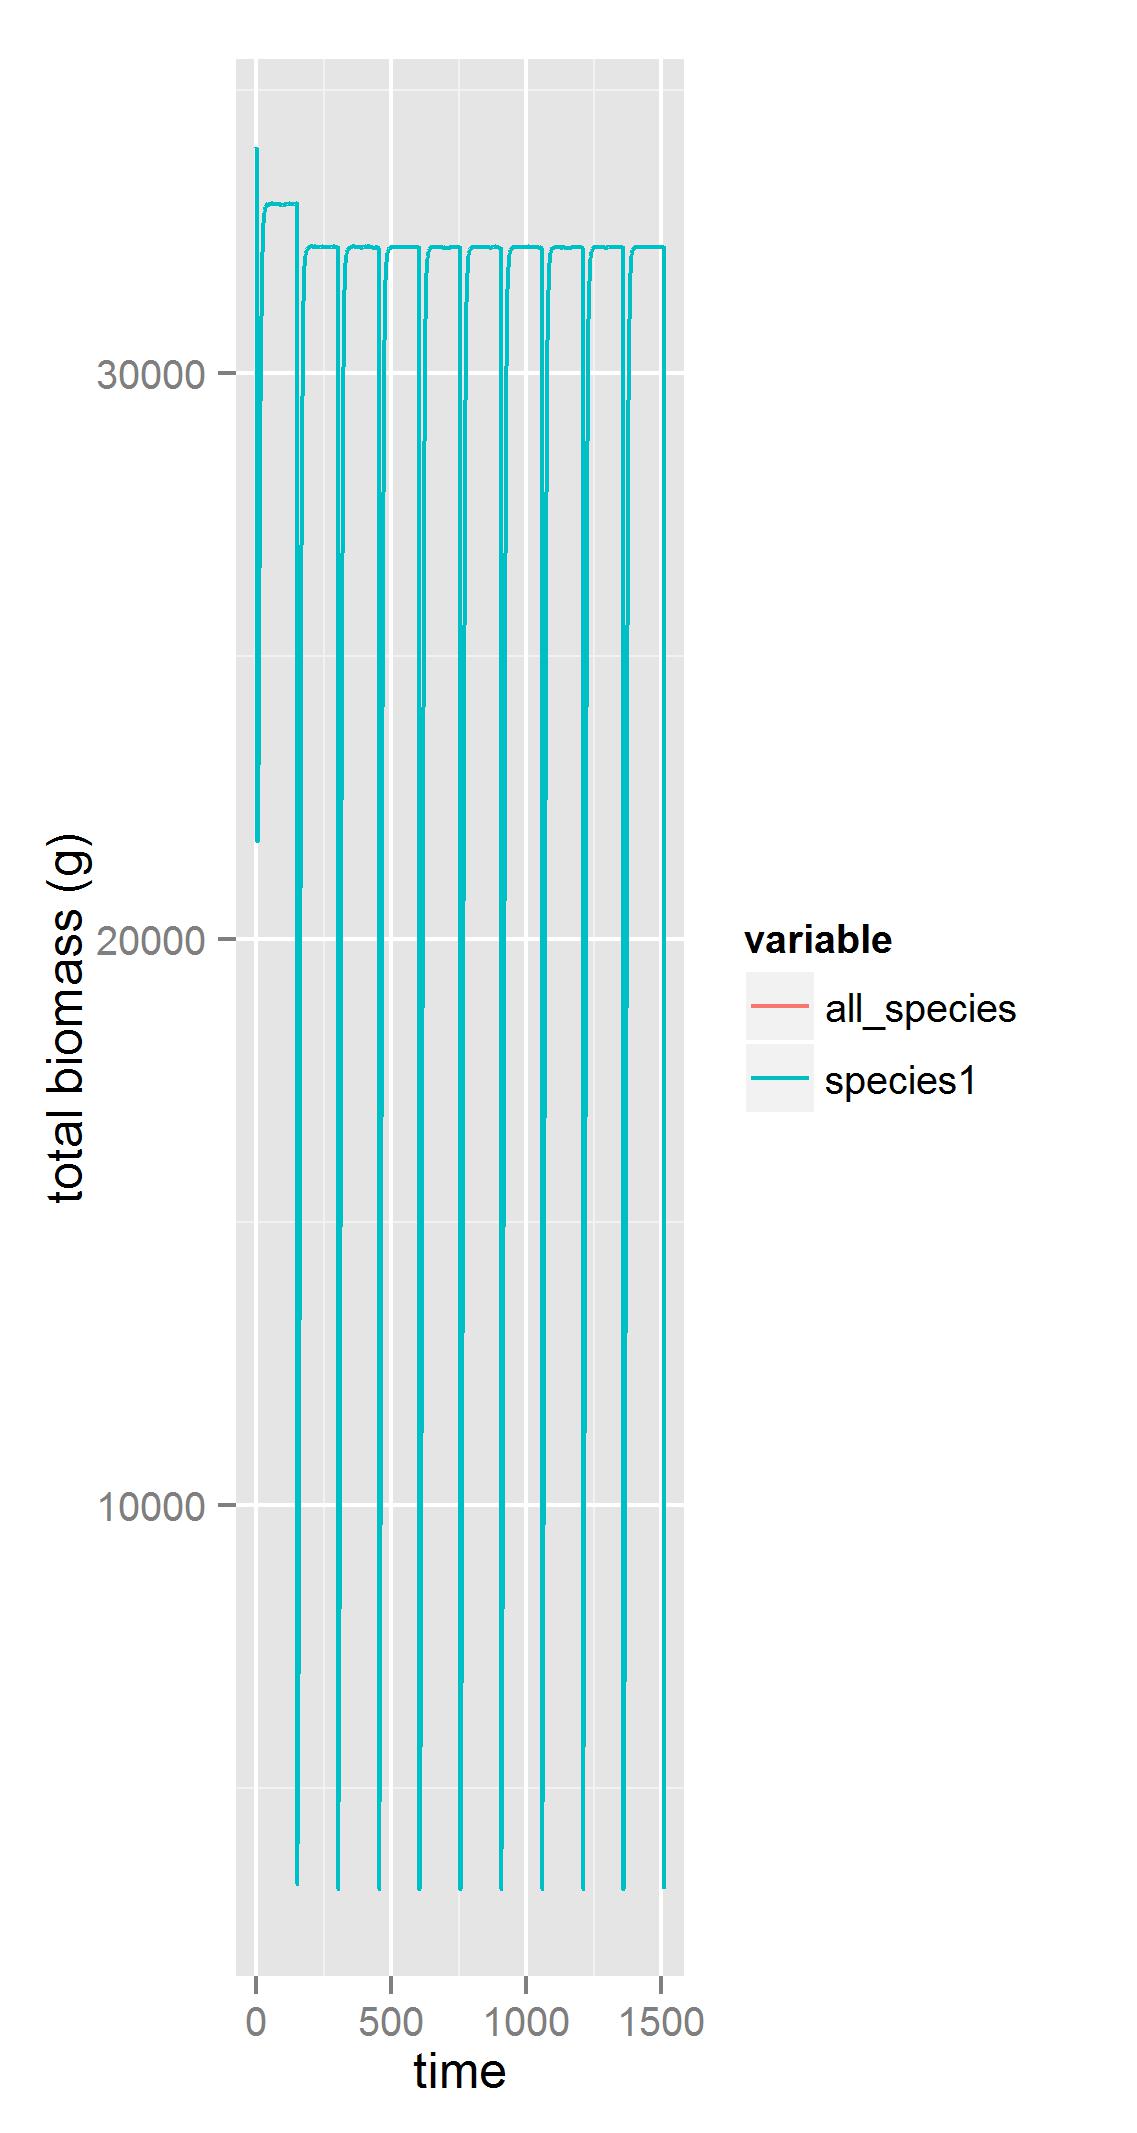 total biomass (g)
30000
20000
10000
0 500 1000 1500
time
variable
all_species
species1